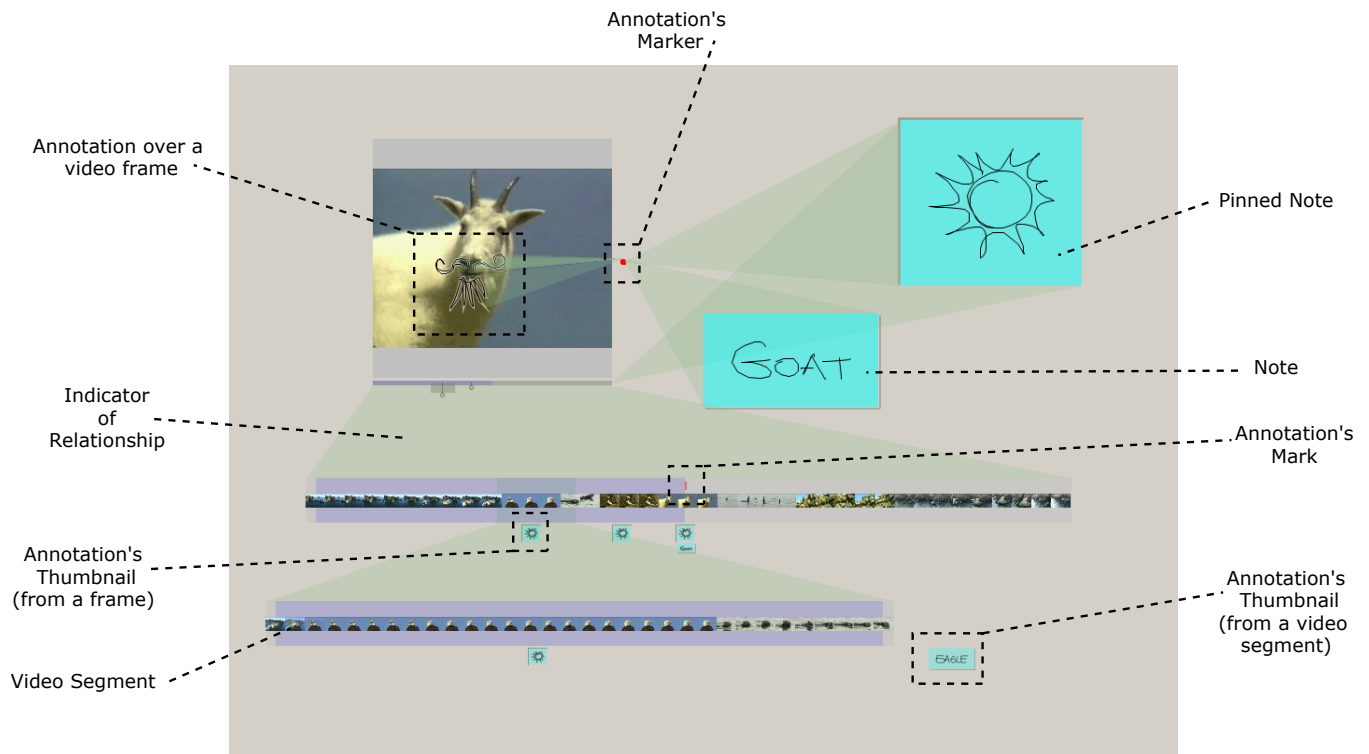 Annotation's
Marker
Annotation over a
video frame
Pinned Note
GOAT
Note
Indicator
of
Relationship
Annotation's
Mark
GOAT
Annotation's
Thumbnail
(from a frame)
Annotation's
Thumbnail
(from a video
segment)
EAGLE
Video Segment